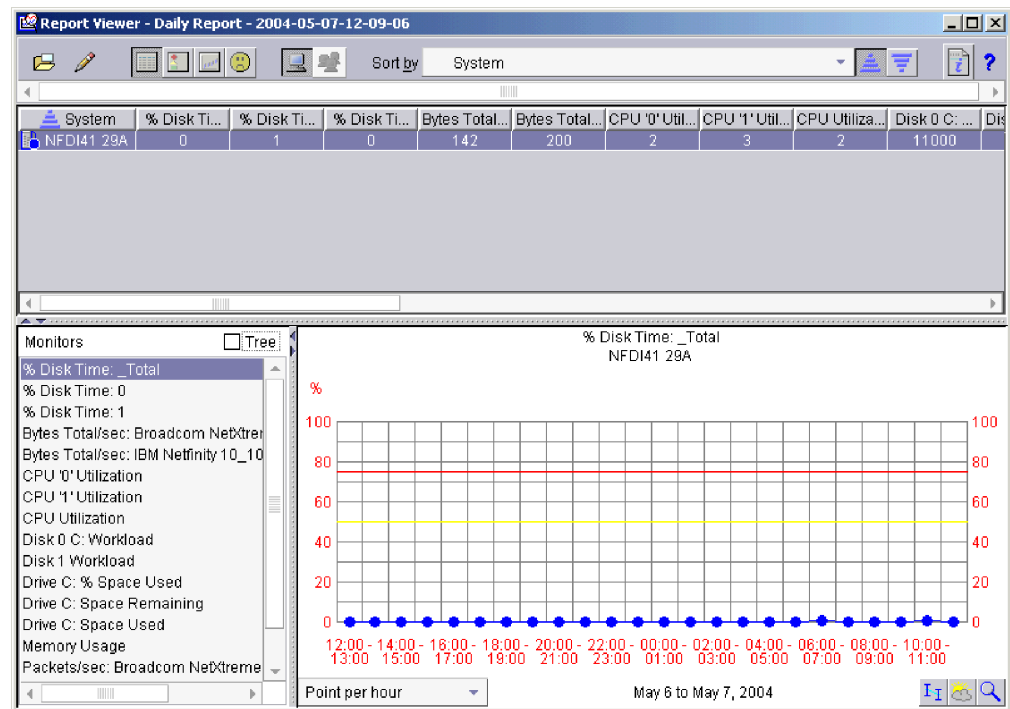 Report Viewer - Daily Report - 2004-05-07-12-09-06
Sort by System
i ?
System % Disk Ti... % Disk Ti... % Disk Ti... Bytes Total... Bytes Total... CPU '0' Util... CPU '1' Util... CPU Utiliza... Disk 0 C: ... Dis
NFDI41 29A 0 1 0 142 200 2 3 2 11000
Monitors Tree
% Disk Time: _Total
% Disk Time: 0
% Disk Time: 1
Bytes Total/sec: Broadcom NetXtrer
Bytes Total/sec: IBM Netfinity 10_10
CPU '0' Utilization
CPU '1' Utilization
CPU Utilization
Disk 0 C: Workload
Disk 1 Workload
Drive C: % Space Used
Drive C: Space Remaining
Drive C: Space Used
Memory Usage
Packets/sec: Broadcom NetXtreme
% Disk Time: _Total
NFDI41 29A
%
100 100
80 80
60 60
40 40
20 20
0 0
12:00 - 14:00 - 16:00 - 18:00 - 20:00 - 22:00 - 00:00 - 02:00 - 04:00 - 06:00 - 08:00 - 10:00 -
13:00 15:00 17:00 19:00 21:00 23:00 01:00 03:00 05:00 07:00 09:00 11:00
Point per hour May 6 to May 7, 2004